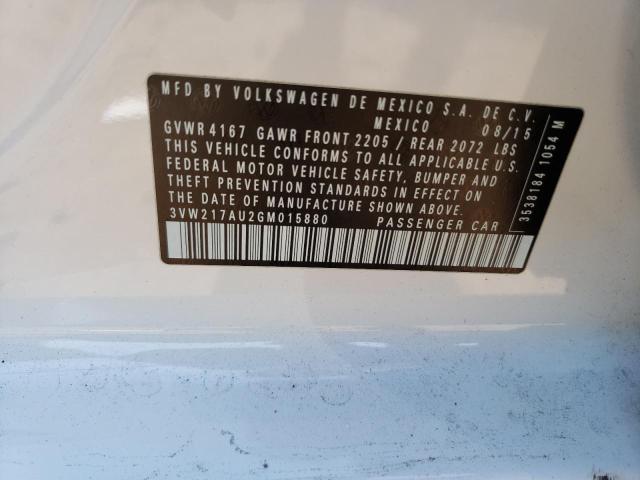 MFD BY VOLKSWAGEN DE MEXICO S.A. DE C.V.
MEXICO 08/15
GVWR 4167 GAWR FRONT 2205 / REAR 2072 LBS
THIS VEHICLE CONFORMS TO ALL APPLICABLE U.S.
FEDERAL MOTOR VEHICLE SAFETY, BUMPER AND
THEFT PREVENTION STANDARDS IN EFFECT ON
THE DATE OF MANUFACTURE SHOWN ABOVE.
3VW217AU2GM015880 PASSENGER CAR
3538184 1054 M